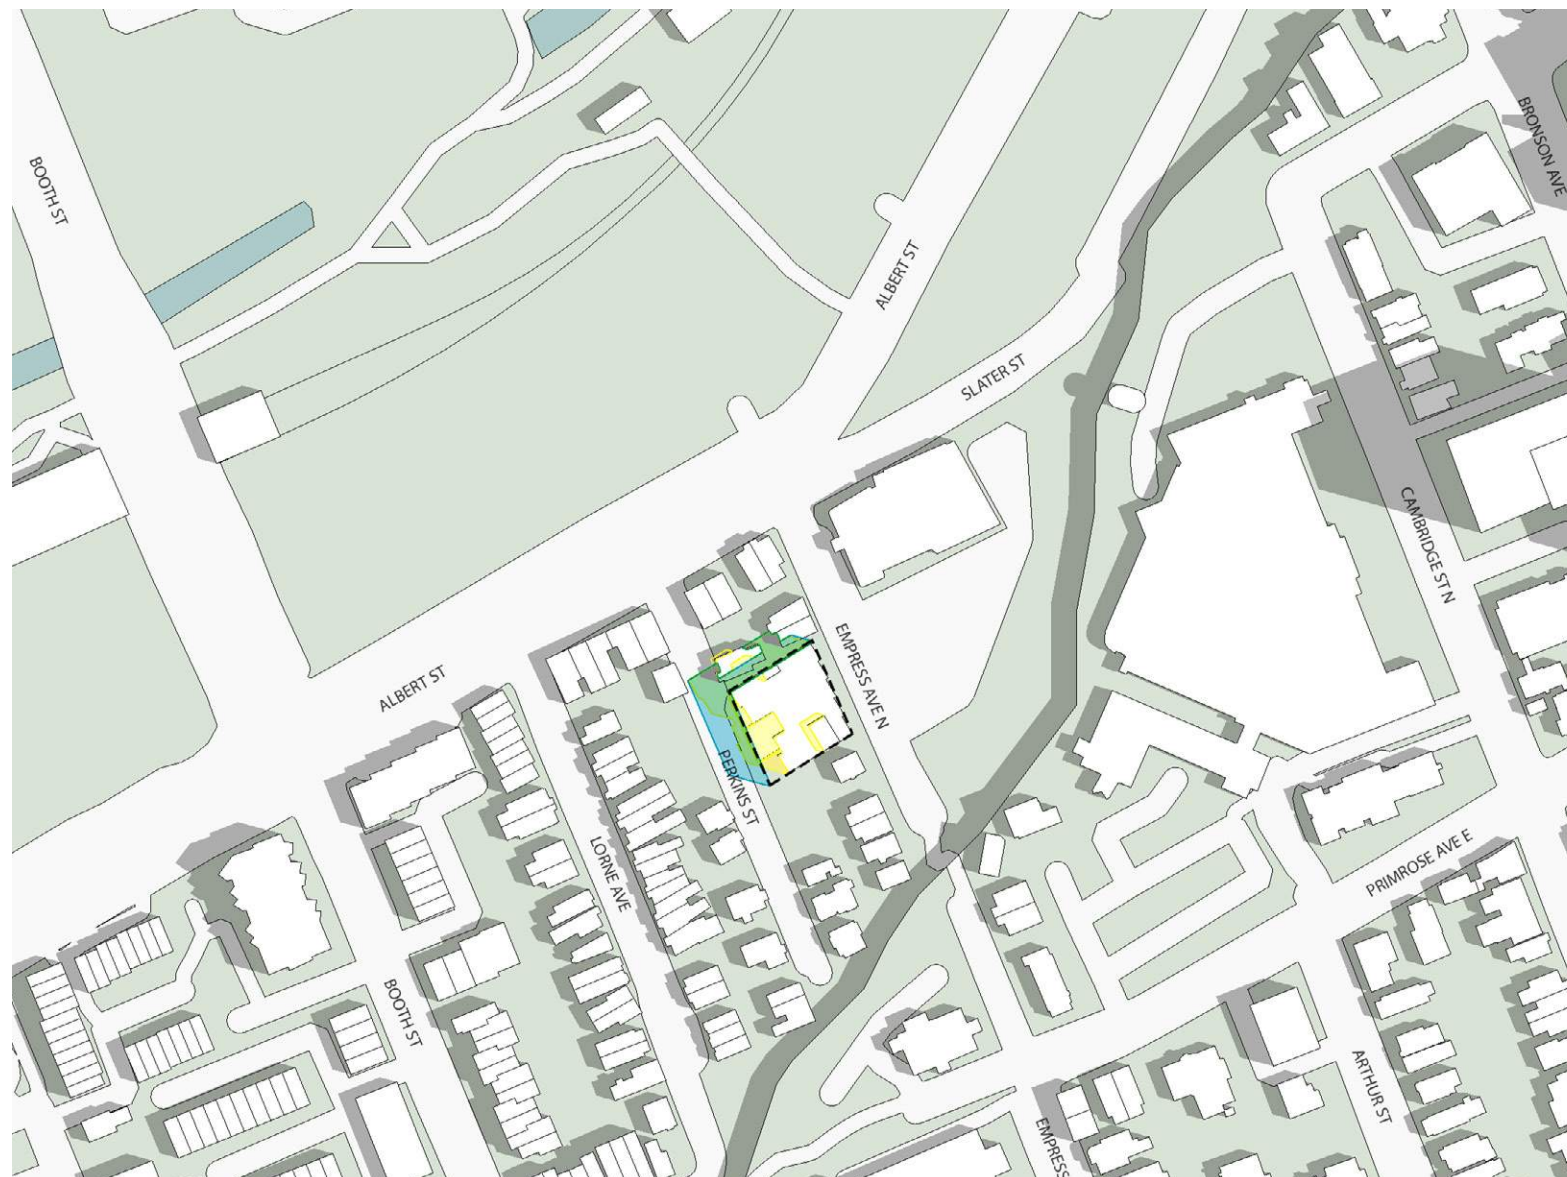 BRONSON AVE
BOOTH ST
ALBERT ST
SLATER ST
CAMBRIDGE ST N
EMPRESS AVE N
ALBERT ST
PERKINS ST
LORNE AVE
PRIMROSE AVE E
BOOTH ST
ARTHUR ST
EMPRESS